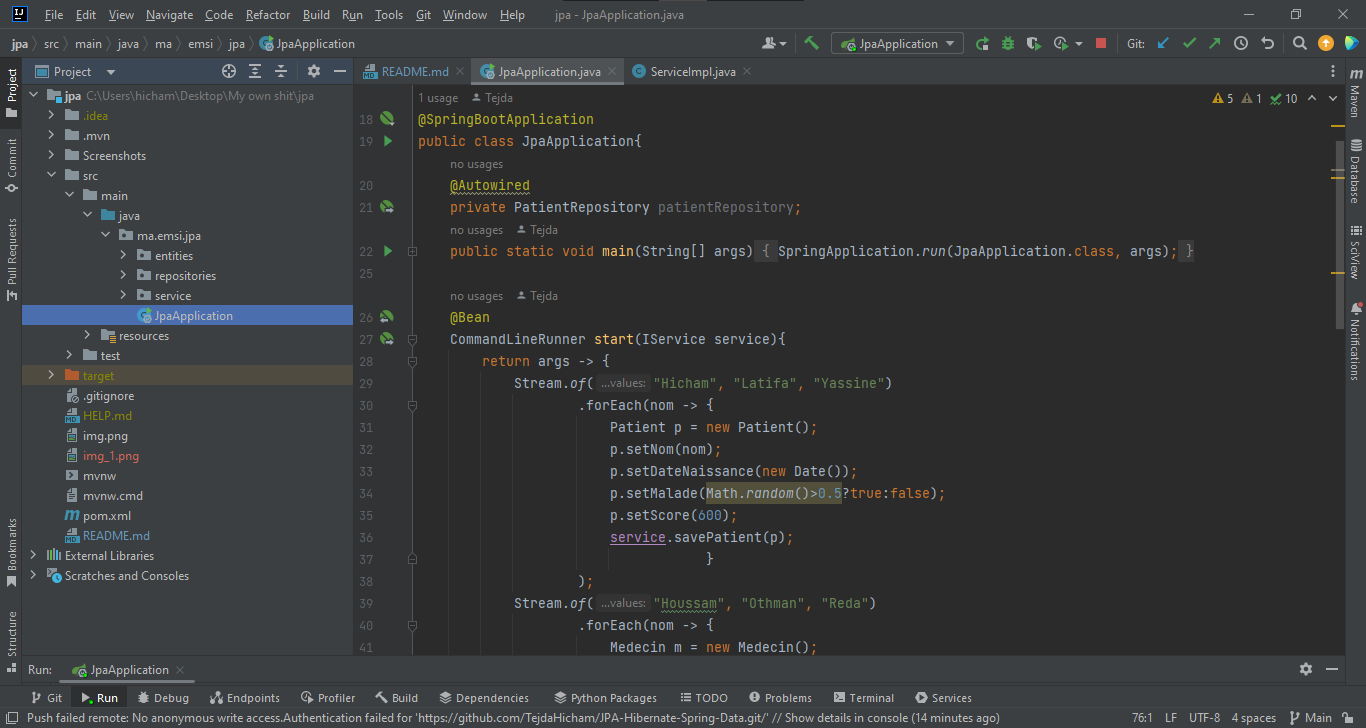 File Edit View Navigate Code Refactor Build Run Tools Git Window Help jpa - JpaApplication.java
jpa src main java ma emsi jpa JpaApplication JpaApplication Git:
Project README.md JpaApplication.java ServiceImpl.java
jpa C:\Users\hicham\Desktop\My own shit\jpa
.idea
.mvn
Screenshots
src
main
java
ma.emsi.jpa
entities
repositories
service
JpaApplication
resources
test
target
.gitignore
HELP.md
img.png
img_1.png
mvnw
mvnw.cmd
pom.xml
README.md
External Libraries
Scratches and Consoles
Project
Commit
Pull Requests
Bookmarks
Structure
1 usage Tejda
5 1 10
18 @SpringBootApplication
19 public class JpaApplication{
no usages
20 @Autowired
21 private PatientRepository patientRepository;
no usages Tejda
22 public static void main(String[] args) { SpringApplication.run(JpaApplication.class, args); }
25
no usages Tejda
26 @Bean
27 CommandLineRunner start(IService service){
28 return args -> {
29 Stream.of( ...values: "Hicham", "Latifa", "Yassine")
30 .forEach(nom -> {
31 Patient p = new Patient();
32 p.setNom(nom);
33 p.setDateNaissance(new Date());
34 p.setMalade(Math.random()>0.5?true:false);
35 p.setScore(600);
36 service.savePatient(p);
37 }
38 );
39 Stream.of( ...values: "Houssam", "Othman", "Reda")
40 .forEach(nom -> {
41 Medecin m = new Medecin();
Maven
Database
SciView
Notifications
Run: JpaApplication
Git Run Debug Endpoints Profiler Build Dependencies Python Packages TODO Problems Terminal Services
Push failed remote: No anonymous write access.Authentication failed for 'https://github.com/TejdaHicham/JPA-Hibernate-Spring-Data.git/' // Show details in console (14 minutes ago) 76:1 LF UTF-8 4 spaces Main